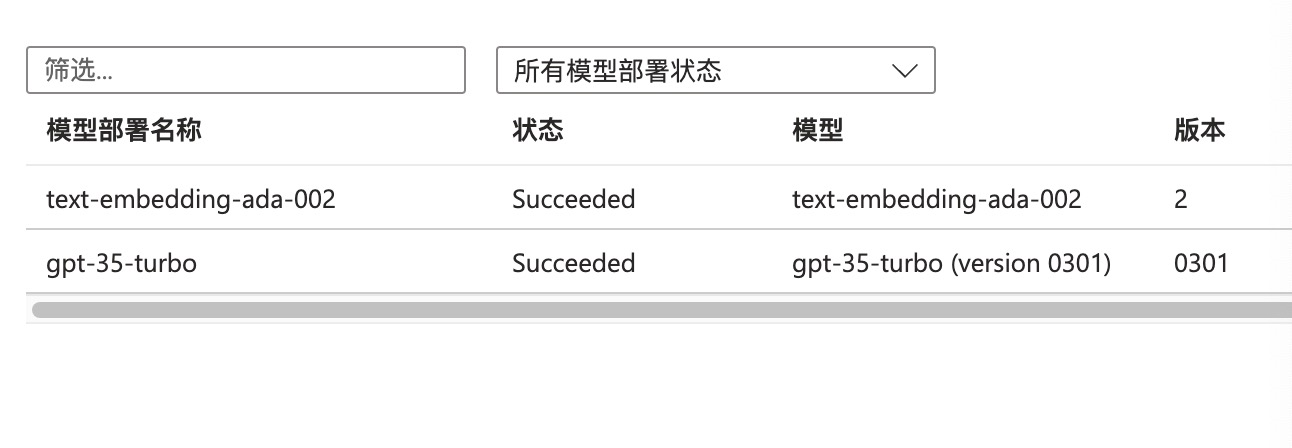 筛选... 所有模型部署状态
模型部署名称 状态 模型 版本
text-embedding-ada-002 Succeeded text-embedding-ada-002 2
gpt-35-turbo Succeeded gpt-35-turbo (version 0301) 0301